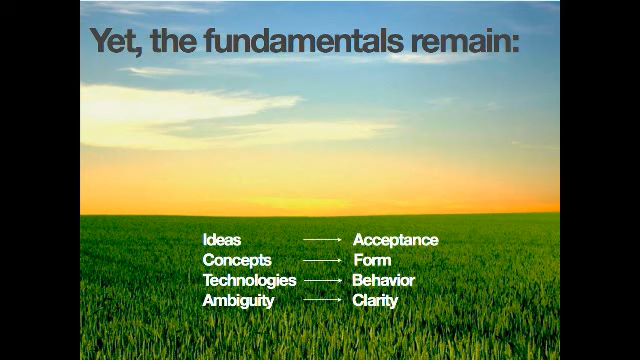 Yet, the fundamentals remain:
Ideas → Acceptance
Concepts → Form
Technologies → Behavior
Ambiguity → Clarity